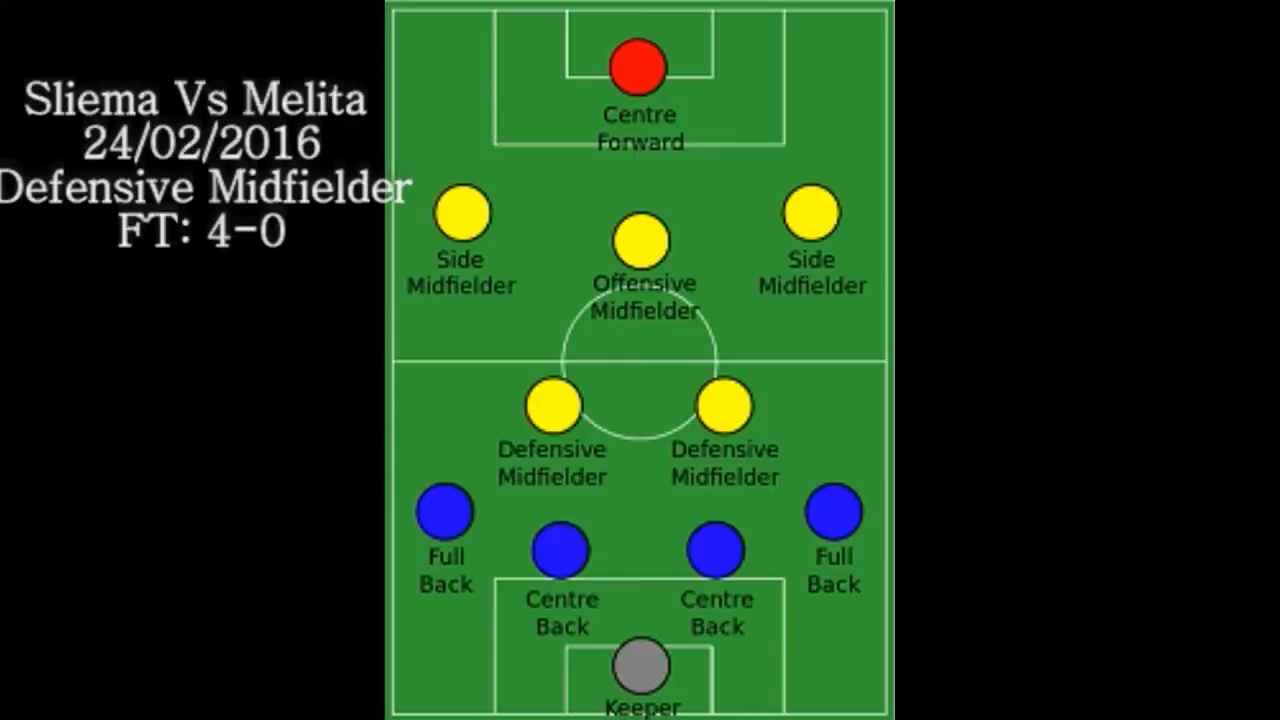 Sliema Vs Melita
24/02/2016
Defensive Midfielder
FT: 4-0
Centre
Forward
Side
Midfielder
Offensive
Midfielder
Side
Midfielder
Defensive
Midfielder
Defensive
Midfielder
Full
Back
Centre
Back
Centre
Back
Full
Back
Keeper